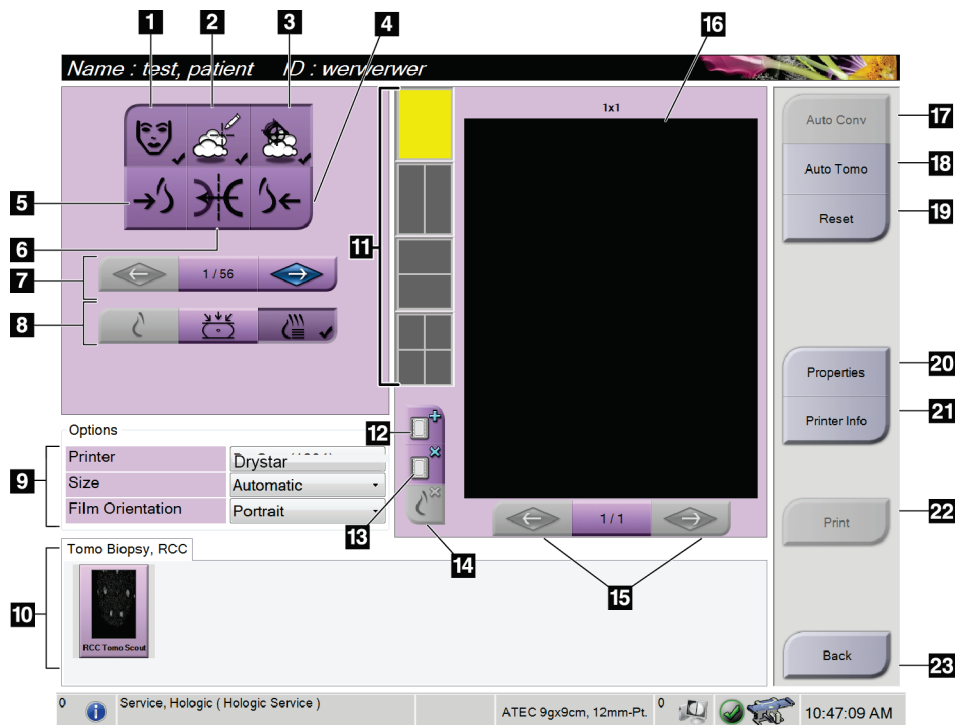 1
2
3
4
16
Name : test, patient ID : werwerwer
1x1
Auto Conv
17
Auto Tomo
18
5
Reset
19
6
11
7
1 / 56
8
Properties
20
Options
Printer Info
21
12
Printer
Drystar
9
Size
Automatic
Film Orientation
Portrait
13
1 / 1
Print
22
14
15
Tomo Biopsy, RCC
10
RCC Tomo Scout
Back
23
0
Service, Hologic ( Hologic Service )
ATEC 9gx9cm, 12mm-Pt.
0
10:47:09 AM